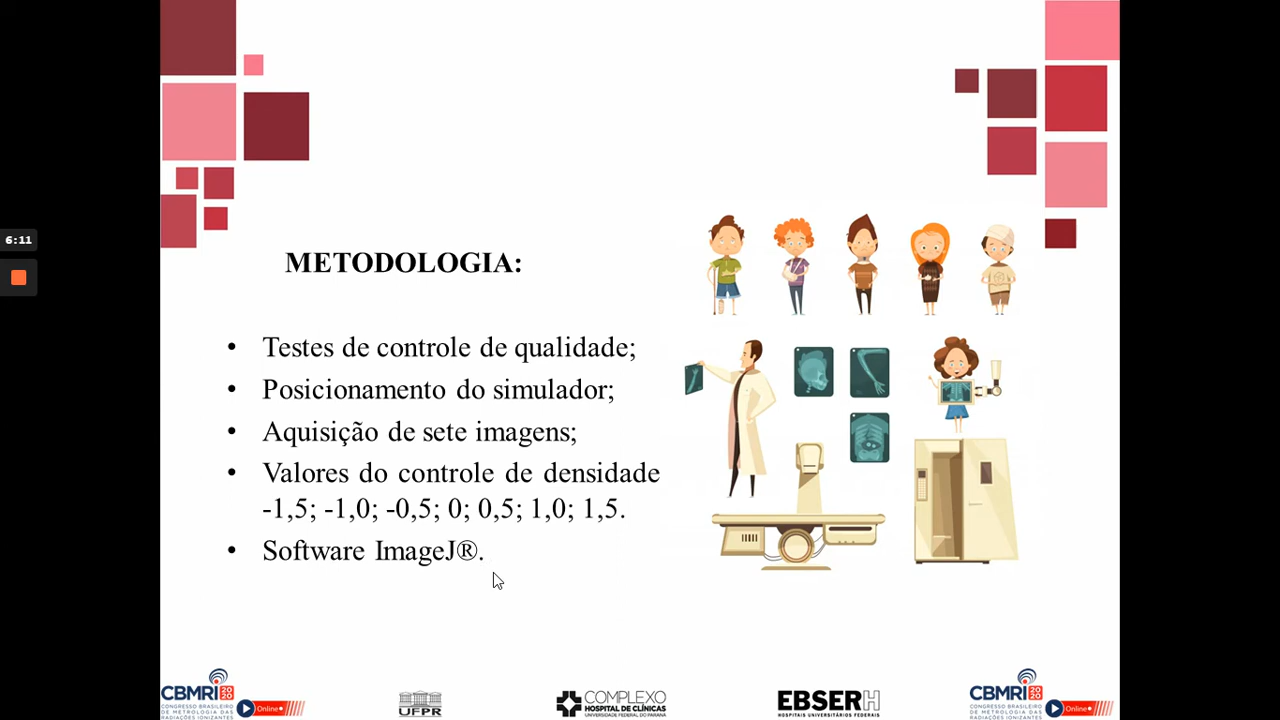 6:11
METODOLOGIA:
• Testes de controle de qualidade;
• Posicionamento do simulador;
• Aquisição de sete imagens;
• Valores do controle de densidade
-1,5; -1,0; -0,5; 0; 0,5; 1,0; 1,5.
• Software ImageJ®.
CBMRI 2020
CONGRESSO BRASILEIRO
DE METROLOGIA DAS
RADIAÇÕES IONIZANTES
Online
UFPR
COMPLEXO
HOSPITAL DE CLÍNICAS
UNIVERSIDADE FEDERAL DO PARANÁ
EBSERH
HOSPITAIS UNIVERSITÁRIOS FEDERAIS
CBMRI 2020
CONGRESSO BRASILEIRO
DE METROLOGIA DAS
RADIAÇÕES IONIZANTES
Online